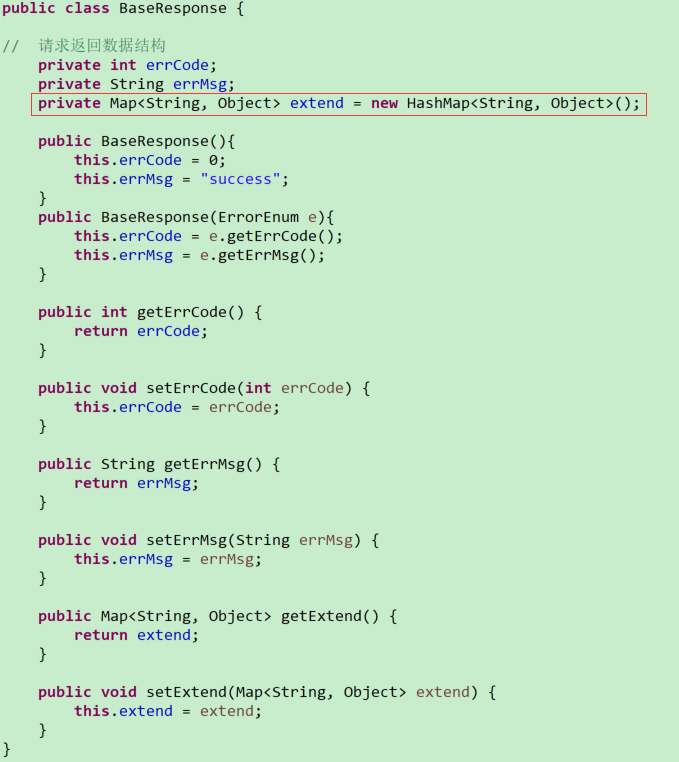 public class BaseResponse {
//  请求返回数据结构
    private int errCode;
    private String errMsg;
    private Map<String, Object> extend = new HashMap<String, Object>();
    public BaseResponse(){
        this.errCode = 0;
        this.errMsg = "success";
    }
    public BaseResponse(ErrorEnum e){
        this.errCode = e.getErrCode();
        this.errMsg = e.getErrMsg();
    }
    public int getErrCode() {
        return errCode;
    }
    public void setErrCode(int errCode) {
        this.errCode = errCode;
    }
    public String getErrMsg() {
        return errMsg;
    }
    public void setErrMsg(String errMsg) {
        this.errMsg = errMsg;
    }
    public Map<String, Object> getExtend() {
        return extend;
    }
    public void setExtend(Map<String, Object> extend) {
        this.extend = extend;
    }
}